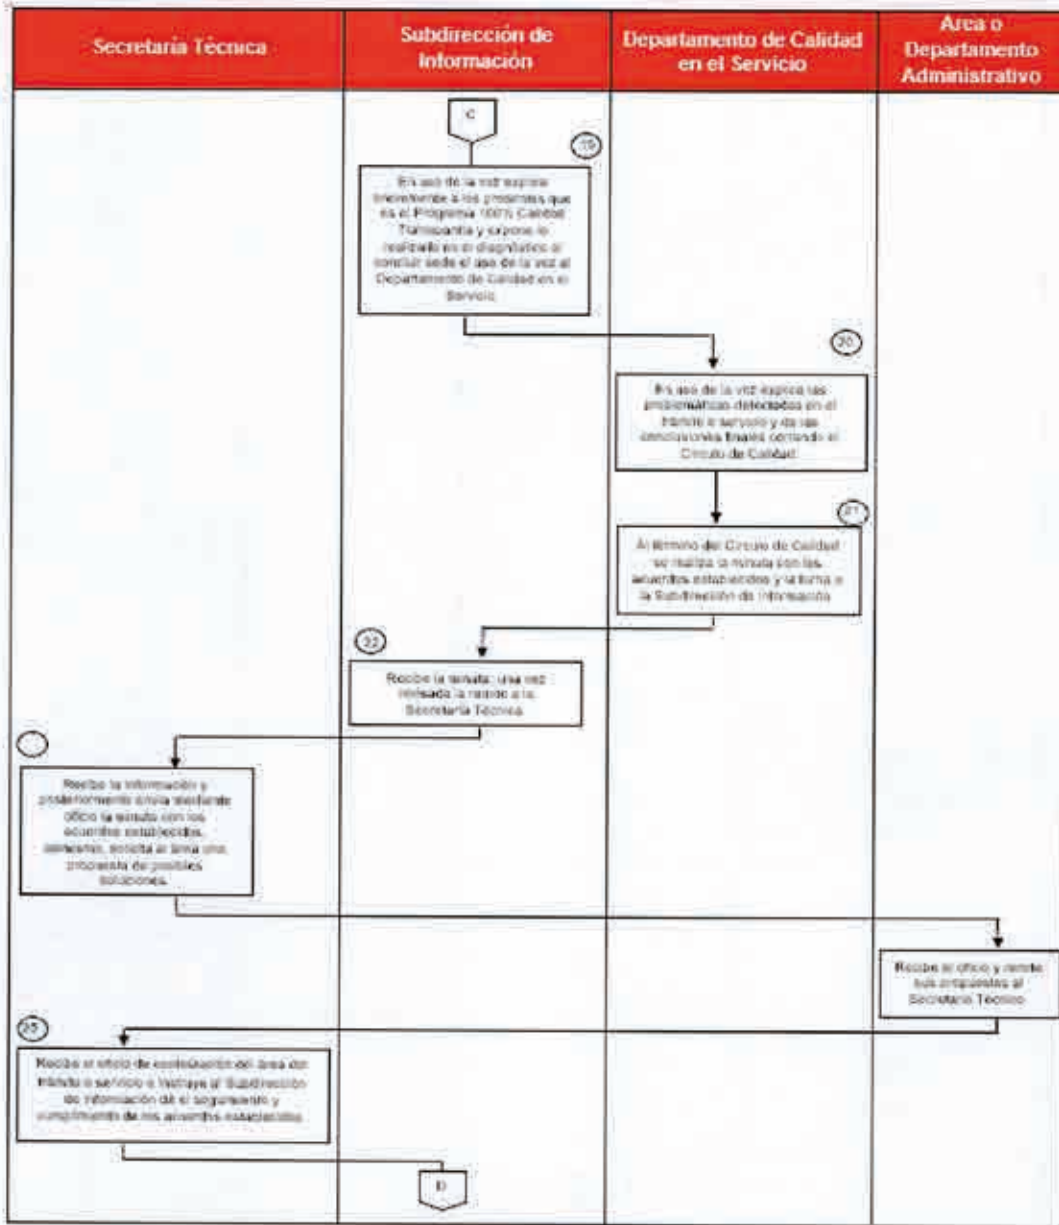 Secretaría Técnica
Subdirección de
Información
Departamento de Calidad
en el Servicio
Area o
Departamento
Administrativo
C
19
En uso de la voz explica
brevemente a los presentes que
es el Programa 100% Calidad
Transparente y expone lo
realizado en el diagnóstico al
concluir sede el uso de la voz al
Departamento de Calidad en el
Servicio
20
En uso de la voz expone las
problemáticas detectadas en el
trámite o servicio y da las
conclusiones finales cerrando el
Círculo de Calidad
21
Al término del Círculo de Calidad
se realiza la minuta con los
acuerdos establecidos y la turna a
la Subdirección de Información
22
Recibe la minuta, una vez
revisada la remite a la
Secretaría Técnica
Recibe la información y
posteriormente envía mediante
oficio la minuta con los
acuerdos establecidos,
solicita al área una
propuesta de posibles
soluciones.
Recibe el oficio y remite
sus propuestas al
Secretario Técnico
25
Recibe el oficio de contestación del área del
trámite o servicio e instruye al Subdirección
de Información dé el seguimiento y
cumplimiento de los acuerdos establecidos
D